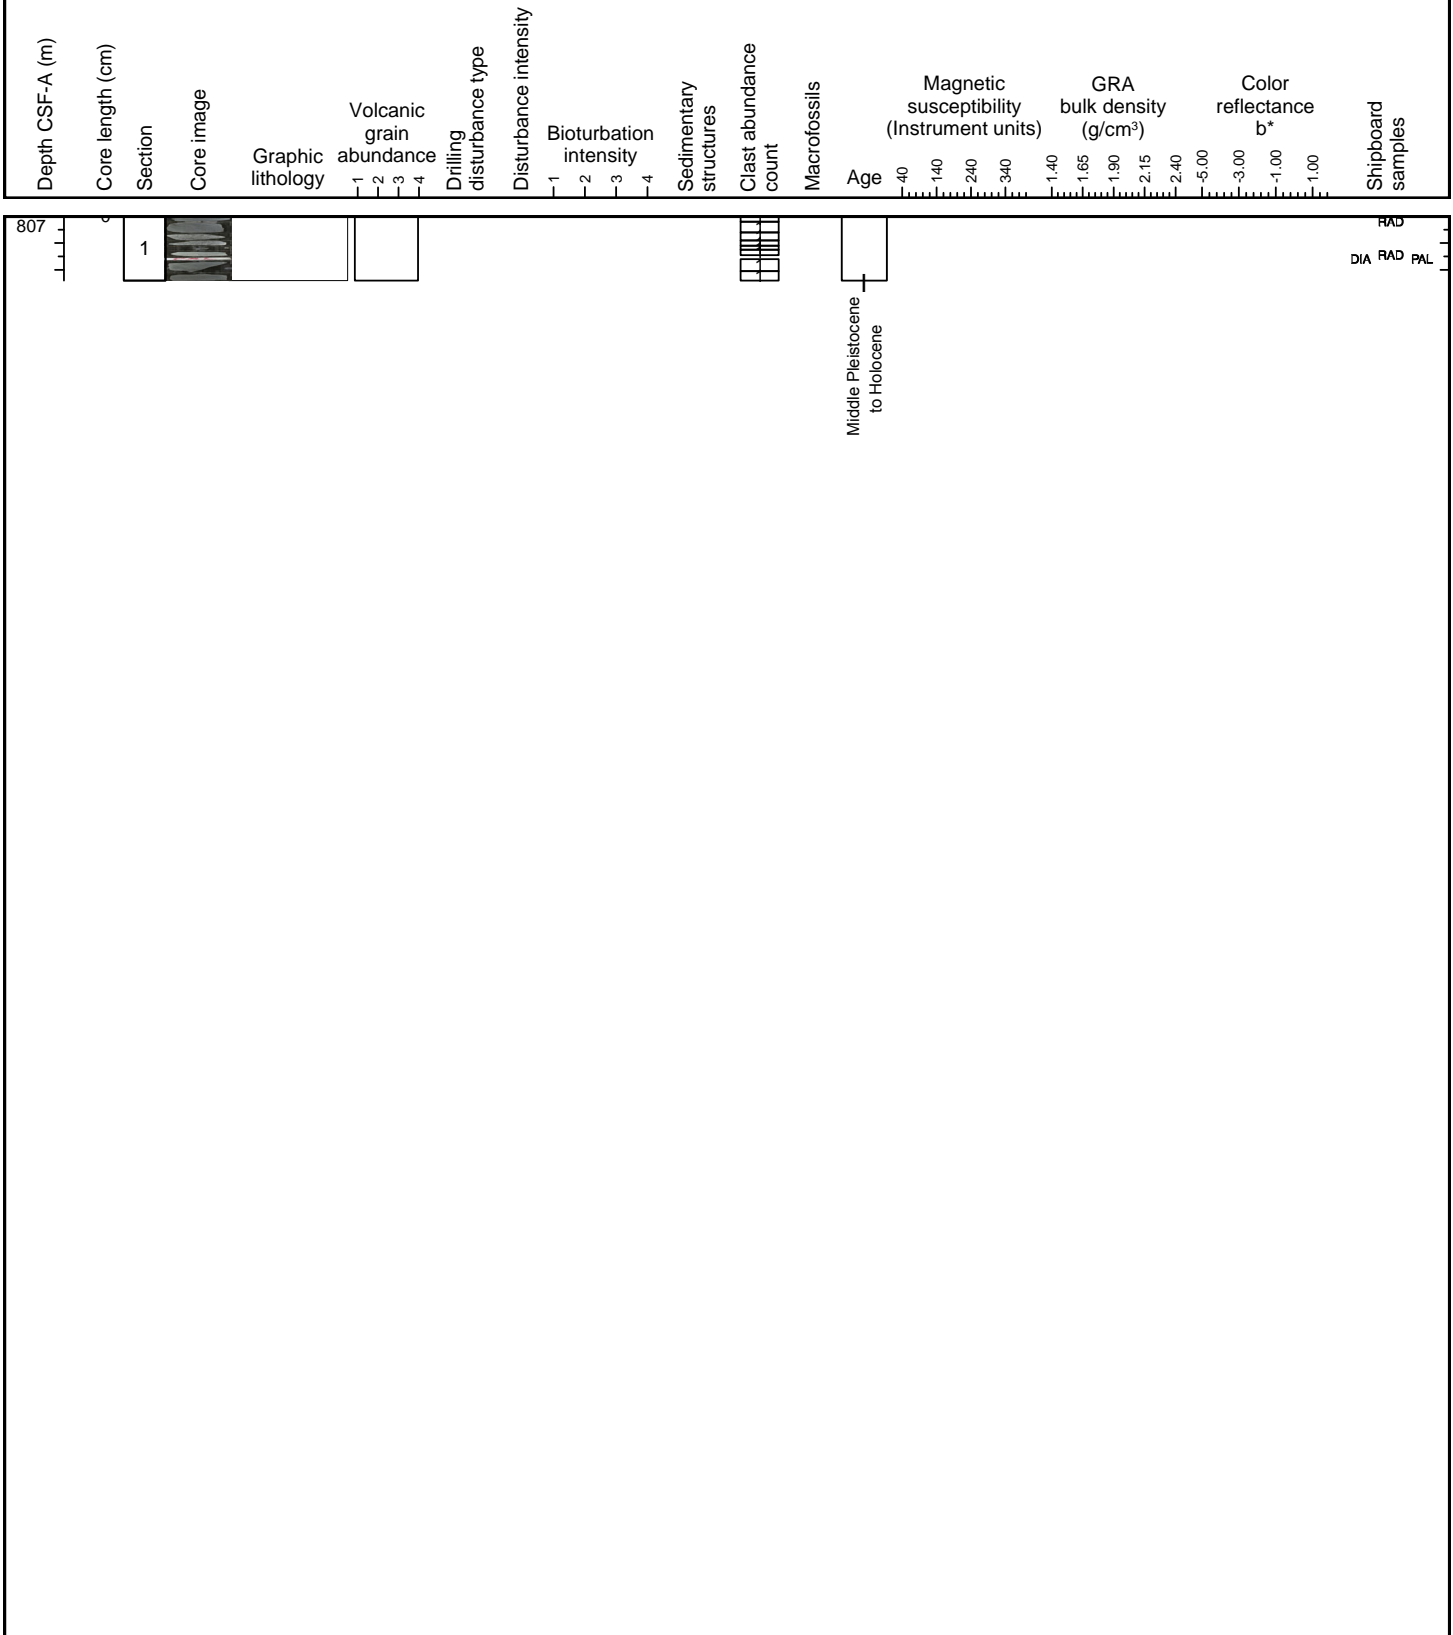 Depth CSF-A (m)
Core length (cm)
Section
Core image
Graphic
lithology
Volcanic
grain
abundance
1 2 3 4
Drilling
disturbance type
Disturbance intensity
Bioturbation
intensity
1 2 3 4
Sedimentary
structures
Clast abundance
count
Macrofossils
Age
Magnetic
susceptibility
(Instrument units)
40 140 240 340
GRA
bulk density
(g/cm³)
1.40 1.65 1.90 2.15 2.40
Color
reflectance
b*
-5.00 -3.00 -1.00 1.00
Shipboard
samples
807
1
RAD
DIA RAD PAL
Middle Pleistocene
to Holocene